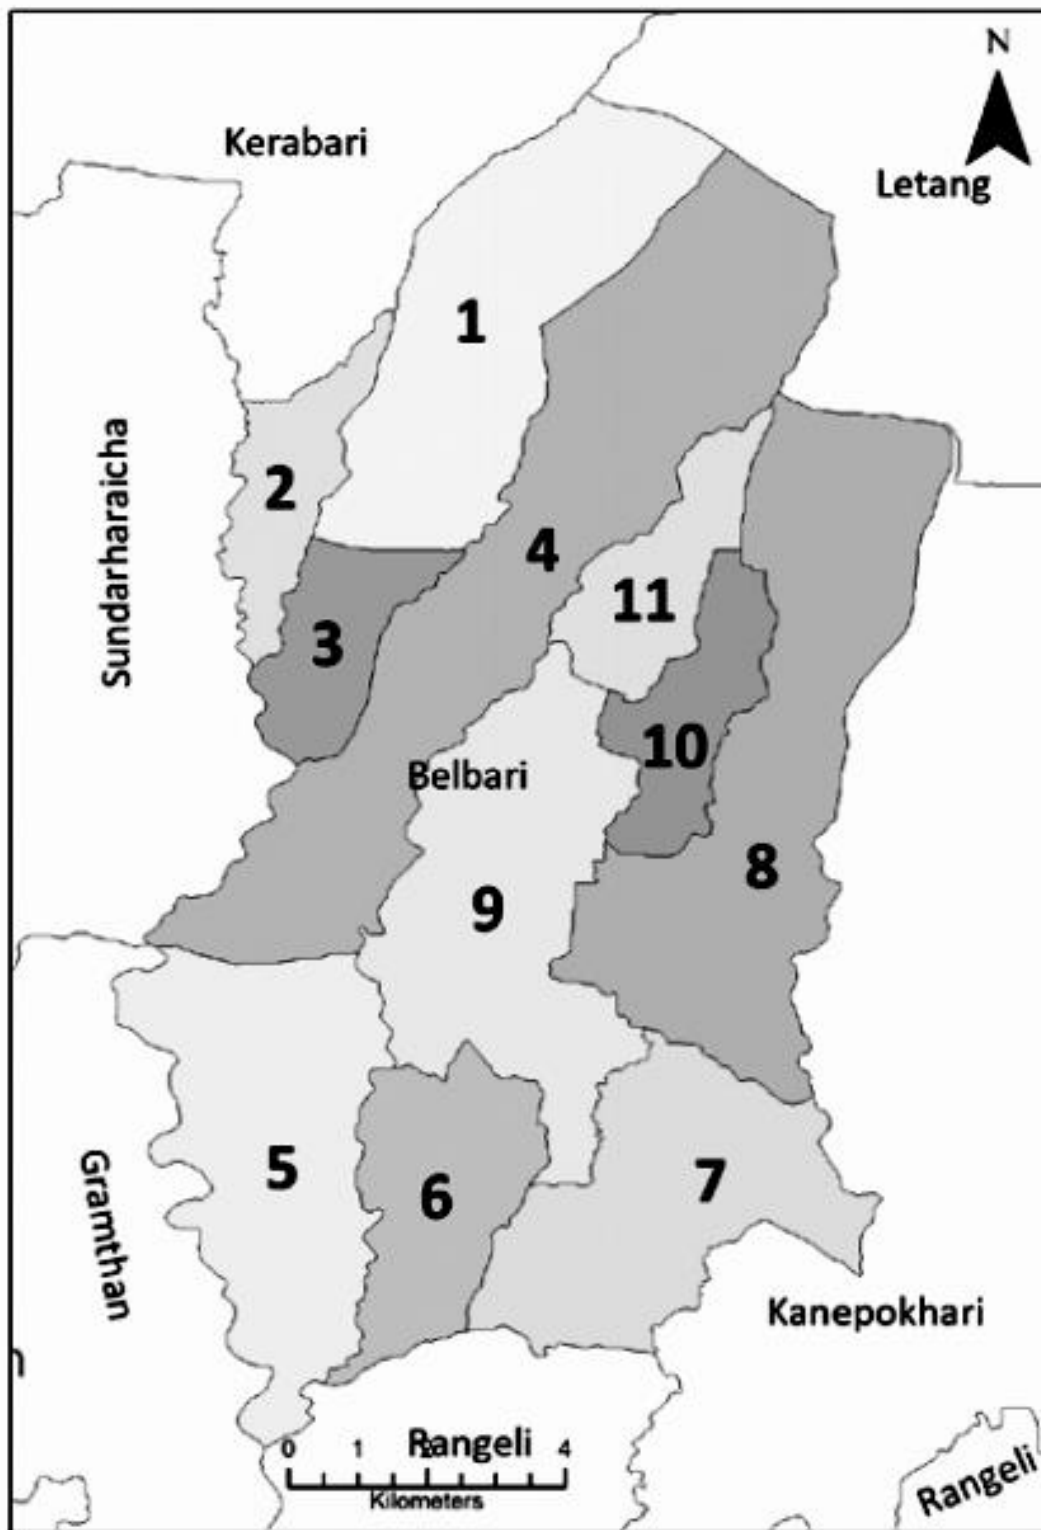 N
Kerabari
Letang
1
Sundarharaicha
2
4
11
3
10
Belbari
8
9
5
6
7
Gramthan
Kanepokhari
Rangeli
0 1 2 4
Kilometers
Rangeli